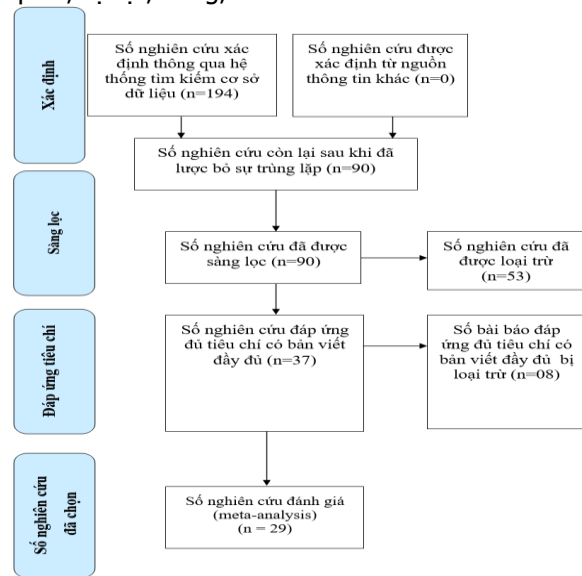 Xác định
Số nghiên cứu xác
định thông qua hệ
thống tìm kiếm cơ sở
dữ liệu (n=194)
Số nghiên cứu được
xác định từ nguồn
thông tin khác (n=0)
Số nghiên cứu còn lại sau khi đã
lược bỏ sự trùng lặp (n=90)
Sàng lọc
Số nghiên cứu đã được
sàng lọc (n=90)
Số nghiên cứu đã
được loại trừ
(n=53)
Đáp ứng tiêu chí
Số nghiên cứu đáp ứng
đủ tiêu chí có bản viết
đầy đủ (n=37)
Số bài báo đáp
ứng đủ tiêu chí có
bản viết đầy đủ bị
loại trừ (n=08)
Số nghiên cứu
đã chọn
Số nghiên cứu đánh giá
(meta-analysis)
(n = 29)